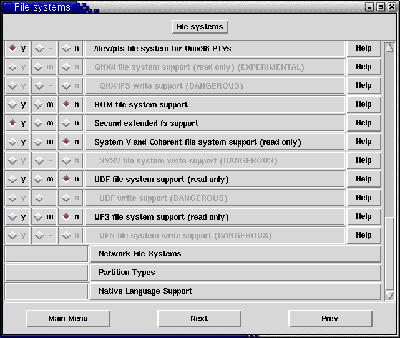 File systems
File systems
y - n /dev/pts file system for Unix98 PTYs Help
y m n QNX4 file system support (read only) (EXPERIMENTAL) Help
y - n QNX4FS write support (DANGEROUS) Help
y m n ROM file system support Help
y m n Second extended fs support Help
y m n System V and Coherent file system support (read only) Help
y - n SYSV file system write support (DANGEROUS) Help
y m n UDF file system support (read only) Help
y - n UDF write support (DANGEROUS) Help
y m n UFS file system support (read only) Help
y - n UFS file system write support (DANGEROUS) Help
Network File Systems
Partition Types
Native Language Support
Main Menu Next Prev